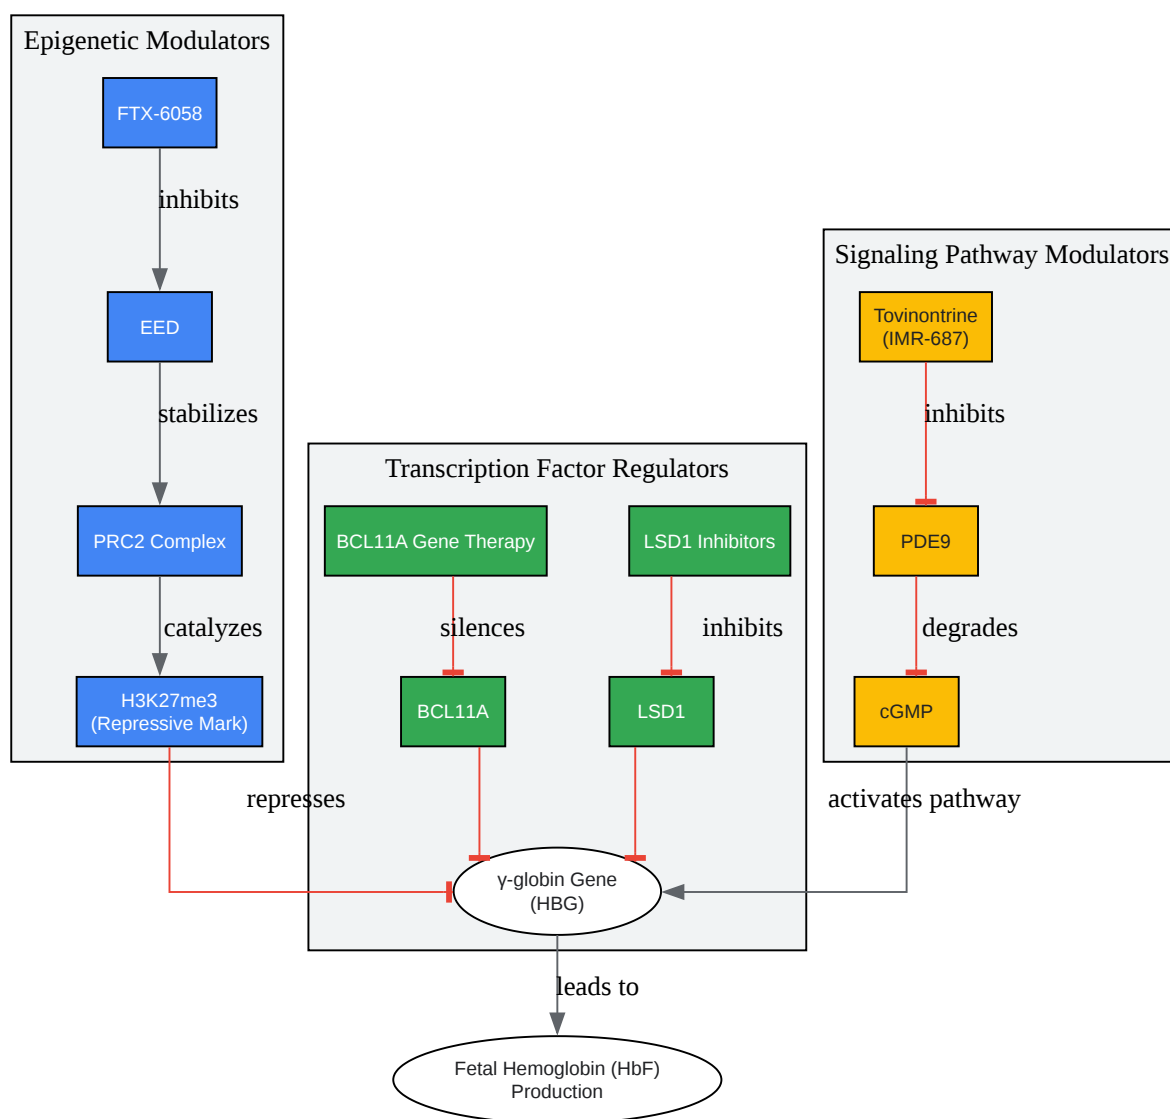 Epigenetic Modulators
FTX-6058
inhibits
EED
stabilizes
PRC2 Complex
catalyzes
H3K27me3
(Repressive Mark)
represses
Transcription Factor Regulators
BCL11A Gene Therapy
LSD1 Inhibitors
silences
inhibits
BCL11A
LSD1
Signaling Pathway Modulators
Tovinontrine
(IMR-687)
inhibits
PDE9
degrades
cGMP
activates pathway
γ-globin Gene
(HBG)
leads to
Fetal Hemoglobin (HbF)
Production